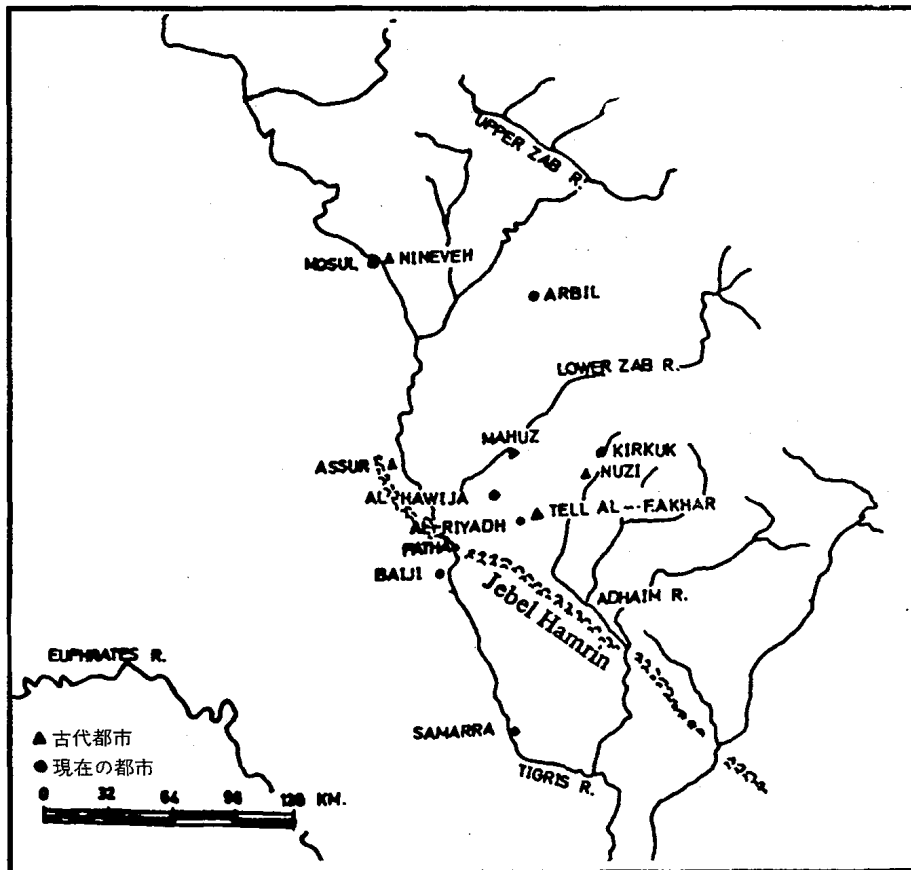 UPPER ZAB R.
MOSUL
NINEVEH
ARBIL
LOWER ZAB R.
MAHUZ
KIRKUK
ASSUR
NUZI
AL-HAWIJA
TELL AL-FAKHAR
AL-RIYADH
FATHA
BAIJI
Jebel Hamrin
ADHAIM R.
EUPHRATES R.
SAMARRA
TIGRIS R.
▲ 古代都市
● 現在の都市
0 32 64 96 128 KM.